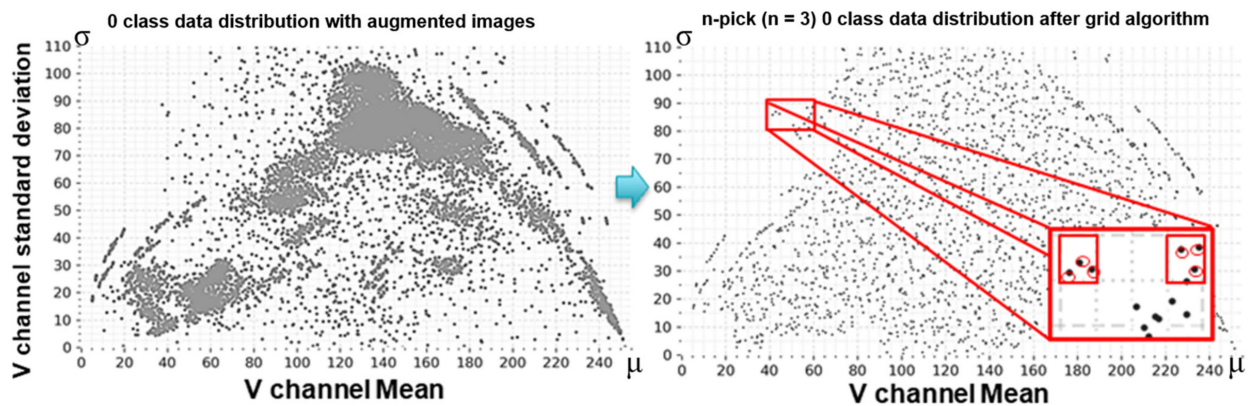 0 class data distribution with augmented images
σ
110
100
90
80
70
60
50
40
30
20
10
0
V channel standard deviation
0 20 40 60 80 100 120 140 160 180 200 220 240
μ
V channel Mean
n-pick (n = 3) 0 class data distribution after grid algorithm
σ
110
100
90
80
70
60
50
40
30
20
10
0
0 20 40 60 80 100 120 140 160 180 200 220 240
μ
V channel Mean